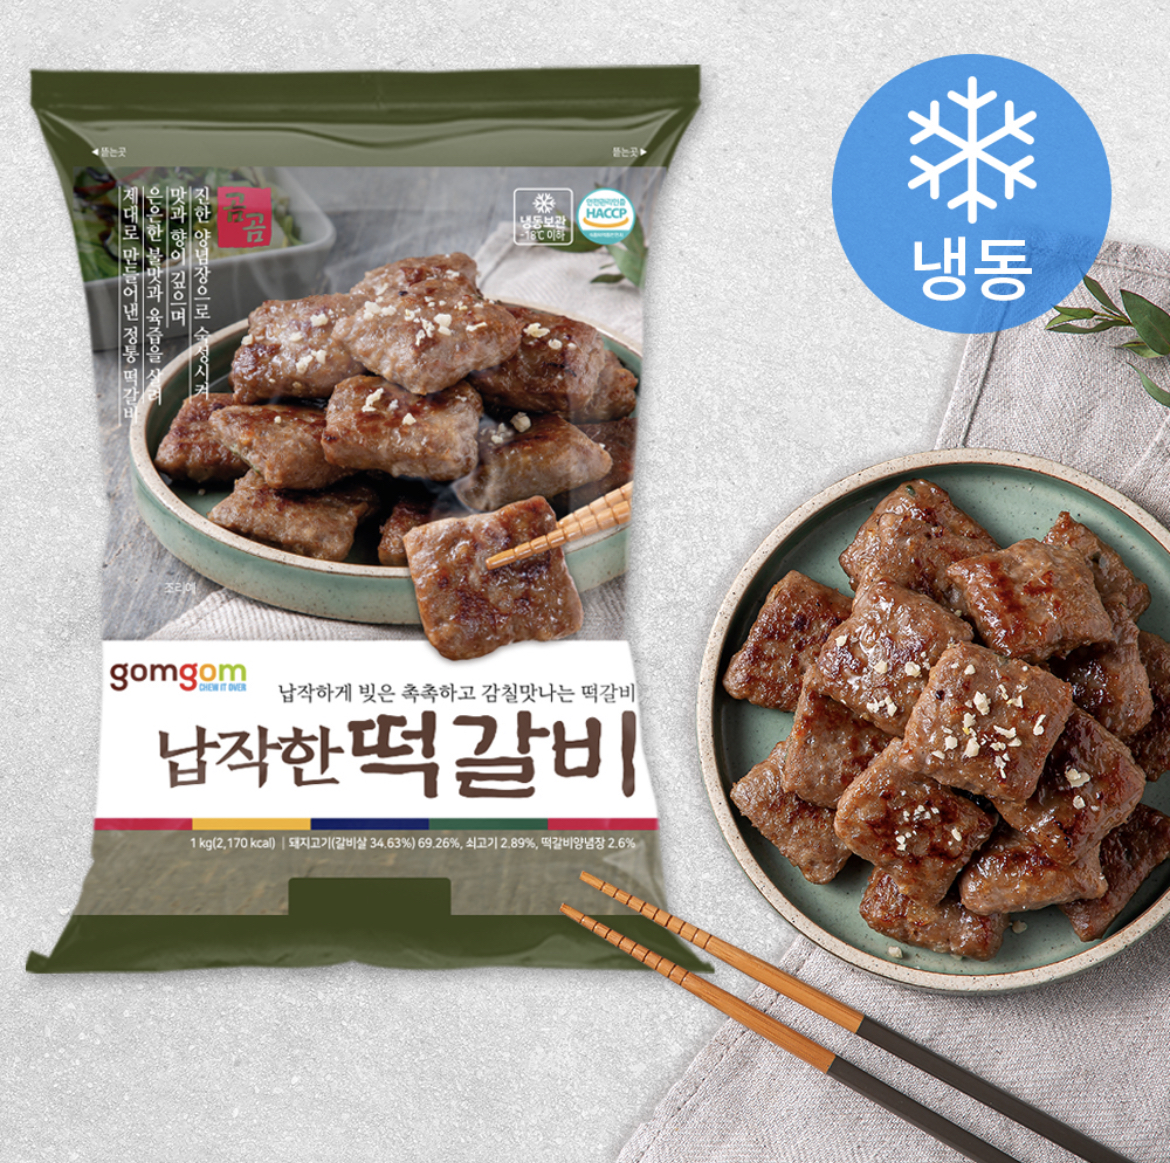 ◀뜯는곳
뜯는곳▶
진한 양념장으로 숙성시켜
맛과 향이 깊으며
은은한 불맛과 육즙을 살려
제대로 만들어낸 정통 떡갈비
곰곰
냉동보관
-18℃ 이하
안전관리인증
HACCP
냉동
조리예
gomgom
CHEW IT OVER
납작하게 빚은 촉촉하고 감칠맛나는 떡갈비
납작한 떡갈비
1 kg(2,170 kcal) | 돼지고기(갈비살 34.63%) 69.26%, 쇠고기 2.89%, 떡갈비양념장 2.6%